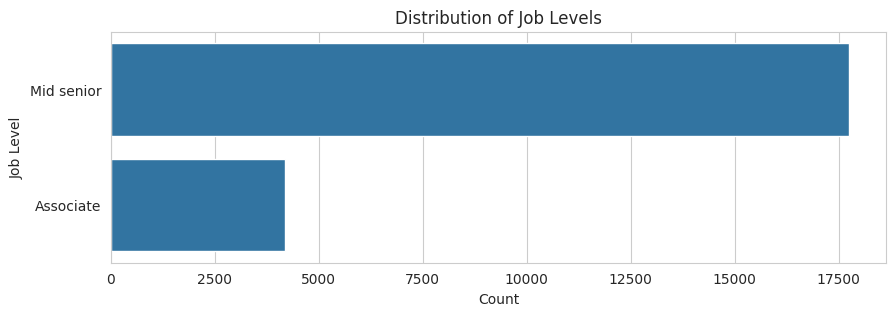 Distribution of Job Levels
Job Level
Mid senior
Associate
0 2500 5000 7500 10000 12500 15000 17500
Count